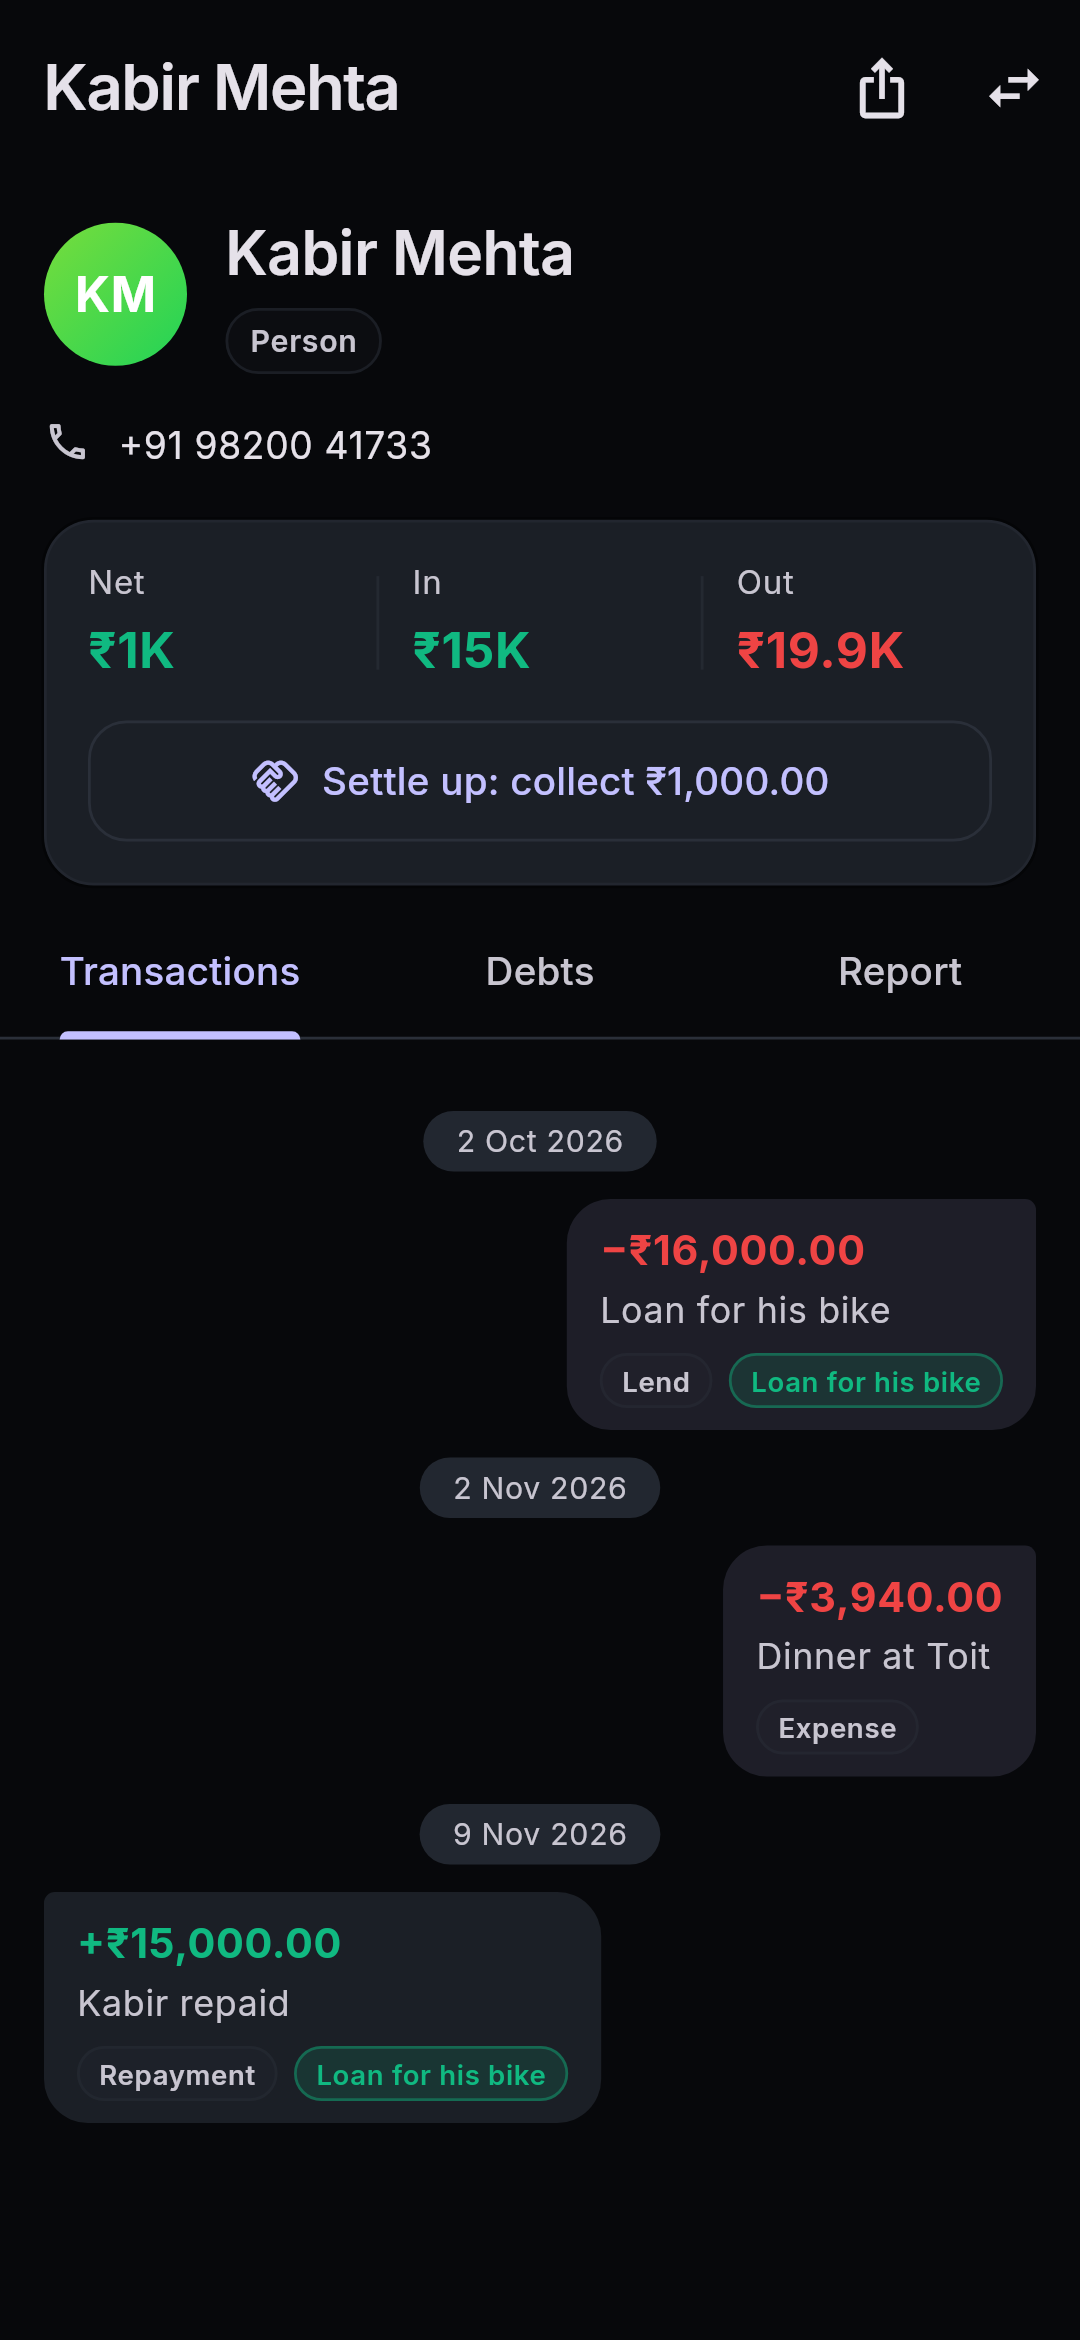 Kabir Mehta
KM
Kabir Mehta
Person
+91 98200 41733
Net
In
Out
₹1K
₹15K
₹19.9K
Settle up: collect ₹1,000.00
Transactions
Debts
Report
2 Oct 2026
−₹16,000.00
Loan for his bike
Lend
Loan for his bike
2 Nov 2026
−₹3,940.00
Dinner at Toit
Expense
9 Nov 2026
+₹15,000.00
Kabir repaid
Repayment
Loan for his bike